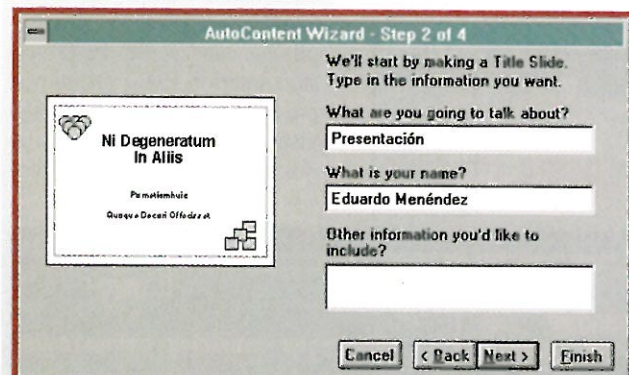 AutoContent Wizard - Step 2 of 4
We'll start by making a Title Slide.
Type in the information you want.
What are you going to talk about?
Presentación
What is your name?
Eduardo Menéndez
Other information you'd like to
include?
Ni Degeneratum
In Aliis
Quoque
Cancel
< Back
Next >
Finish